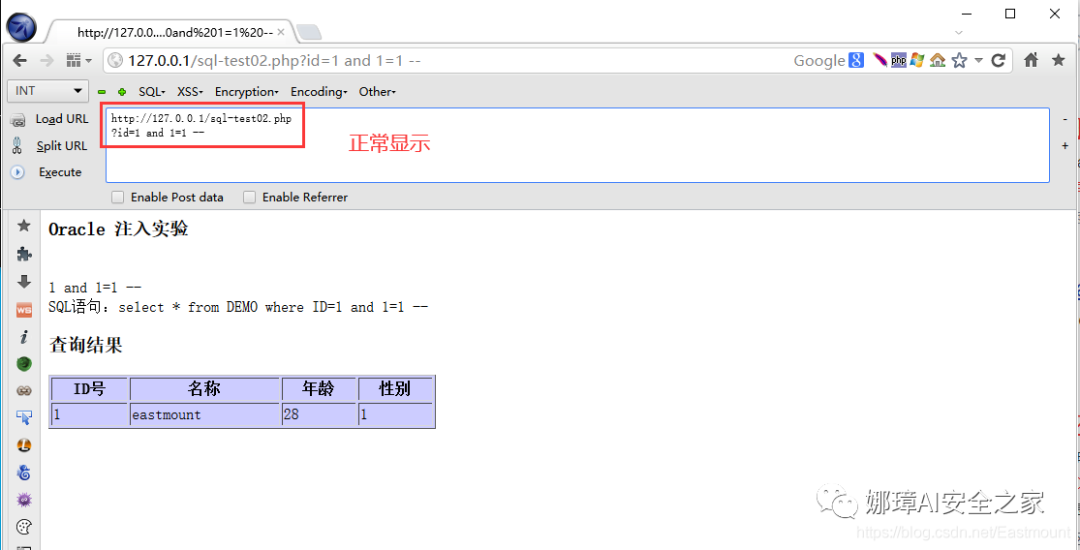 http://127.0.0....0and%201=1%20--
127.0.0.1/sql-test02.php?id=1 and 1=1 --
Google
INT
SQL- XSS- Encryption- Encoding- Other-
Load URL
Split URL
Execute
http://127.0.0.1/sql-test02.php
?id=1 and 1=1 --
正常显示
Enable Post data Enable Referrer
Oracle 注入实验
1 and 1=1 --
SQL语句：select * from DEMO where ID=1 and 1=1 --
查询结果
ID号 名称 年龄 性别
1 eastmount 28 1
娜璋AI安全之家
https://blog.csdn.net/Eastmount